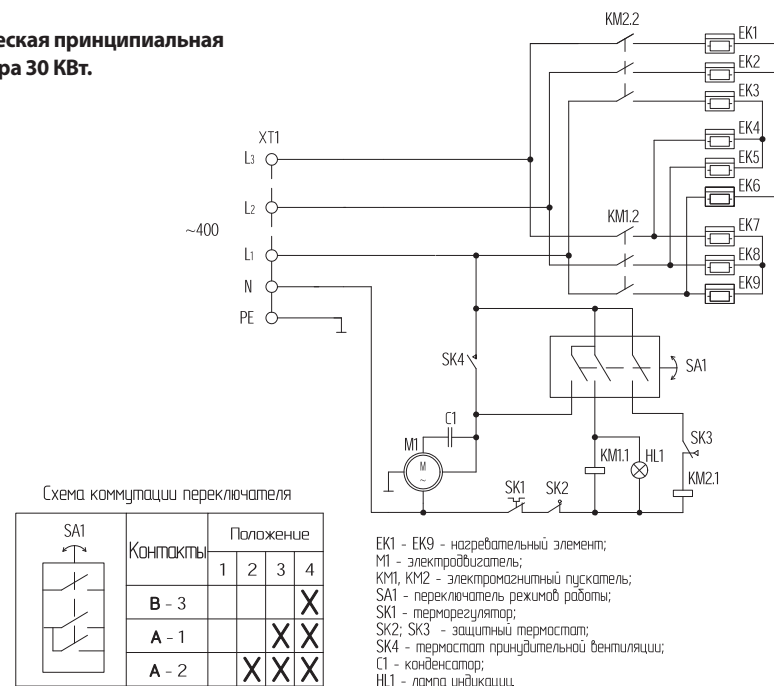 еская принципиальная
ра 30 КВт.
KM2.2
EK1
EK2
EK3
EK4
EK5
EK6
KM1.2
EK7
EK8
EK9
XT1
L3
L2
~400
L1
N
PE
SK4
SA1
C1
M1
M
~
KM1.1
HL1
SK3
KM2.1
SK1
SK2
Схема коммутации переключателя
SA1
Контакты
Положение
1 2 3 4
В - 3 X
А - 1 X X
А - 2 X X X
EK1 - EK9 - нагревательный элемент;
M1 - электродвигатель;
KM1, KM2 - электромагнитный пускатель;
SA1 - переключатель режимов работы;
SK1 - терморегулятор;
SK2; SK3 - защитный термостат;
SK4 - термостат принудительной вентиляции;
C1 - конденсатор;
HL1 - лампа индикации.